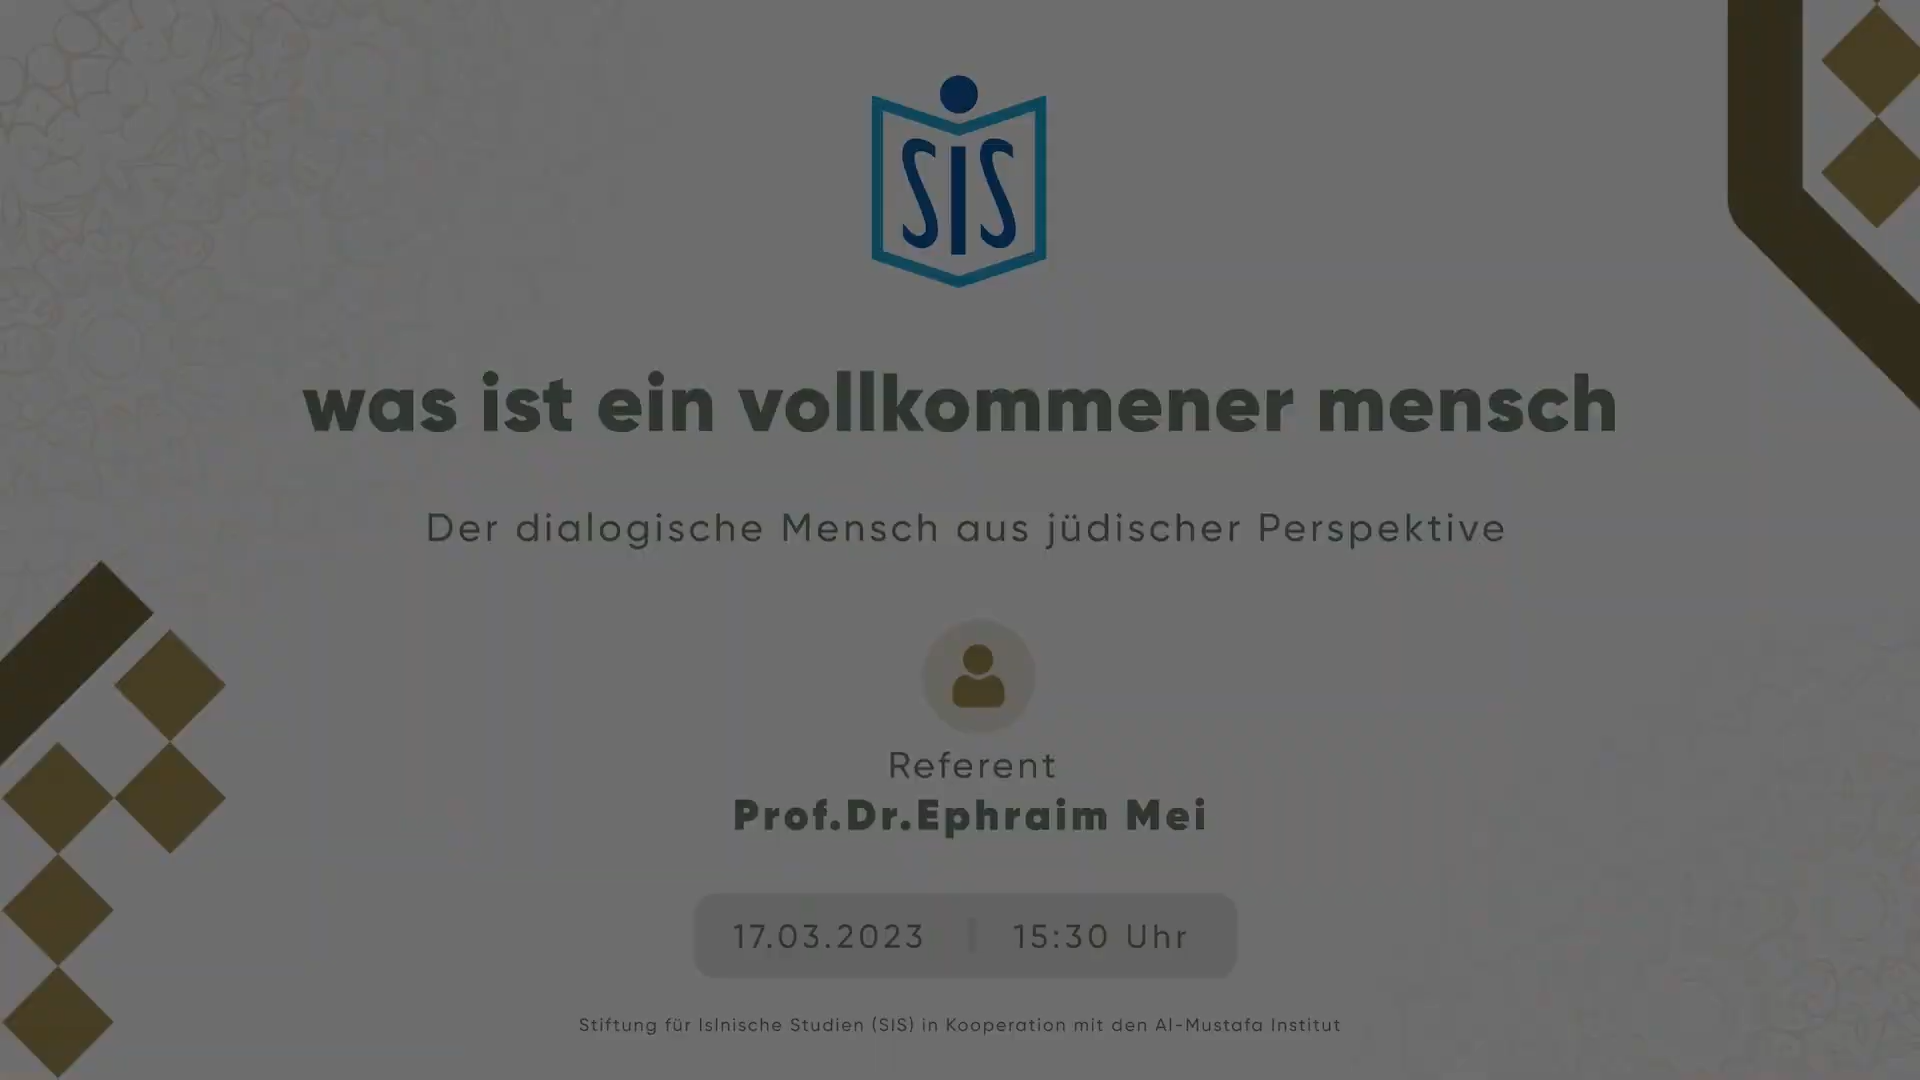 SIS
was ist ein vollkommener mensch
Der dialogische Mensch aus jüdischer Perspektive
Referent
Prof.Dr.Ephraim Mei
17.03.2023 | 15:30 Uhr
Stiftung für Islnische Studien (SIS) in Kooperation mit den Al-Mustafa Institut